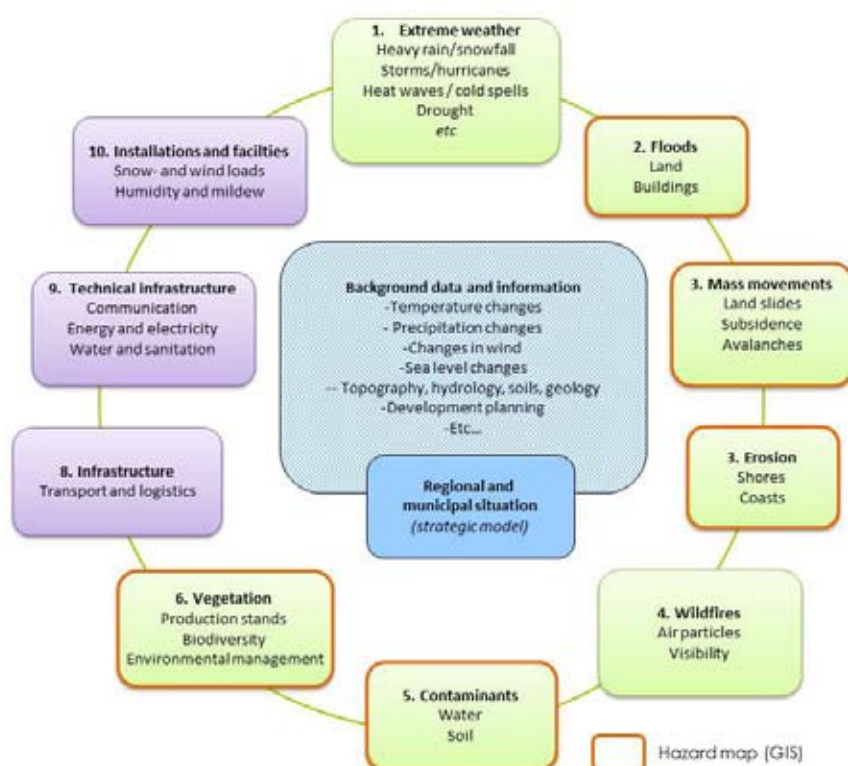 1. Extreme weather
Heavy rain/snowfall
Storms/hurricanes
Heat waves / cold spells
Drought
etc
2. Floods
Land
Buildings
3. Mass movements
Land slides
Subsidence
Avalanches
3. Erosion
Shores
Coasts
4. Wildfires
Air particles
Visibility
5. Contaminants
Water
Soil
6. Vegetation
Production stands
Biodiversity
Environmental management
8. Infrastructure
Transport and logistics
9. Technical infrastructure
Communication
Energy and electricity
Water and sanitation
10. Installations and facilties
Snow- and wind loads
Humidity and mildew
Background data and information
-Temperature changes
- Precipitation changes
-Changes in wind
-Sea level changes
-- Topography, hydrology, soils, geology
-Development planning
-Etc...
Regional and
municipal situation
(strategic model)
Hazard map (GIS)